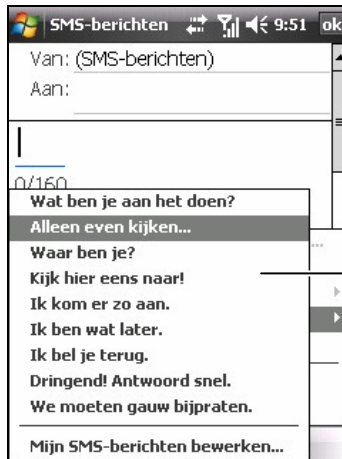 SMS-berichten 9:51 ok
Van: (SMS-berichten)
Aan:
0/160
Wat ben je aan het doen?
Alleen even kijken...
Waar ben je?
Kijk hier eens naar!
Ik kom er zo aan.
Ik ben wat later.
Ik bel je terug.
Dringend! Antwoord snel.
We moeten gauw bijpraten.
Mijn SMS-berichten bewerken...